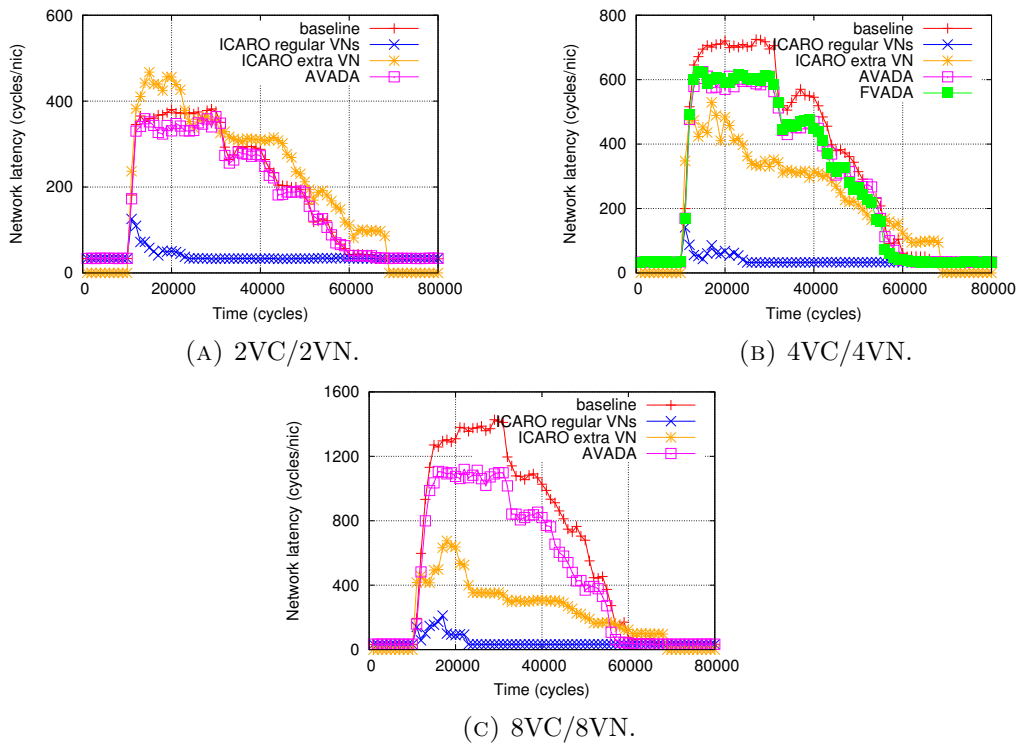 600
400
200
0
0
20000
40000
60000
80000
Network latency (cycles/nic)
Time (cycles)
baseline
ICARO regular VNs
ICARO extra VN
AVADA
(A) 2VC/2VN.
800
600
400
200
0
0
20000
40000
60000
80000
Network latency (cycles/nic)
Time (cycles)
baseline
ICARO regular VNs
ICARO extra VN
AVADA
FVADA
(B) 4VC/4VN.
1600
1200
800
400
0
0
20000
40000
60000
80000
Network latency (cycles/nic)
Time (cycles)
baseline
ICARO regular VNs
ICARO extra VN
AVADA
(C) 8VC/8VN.